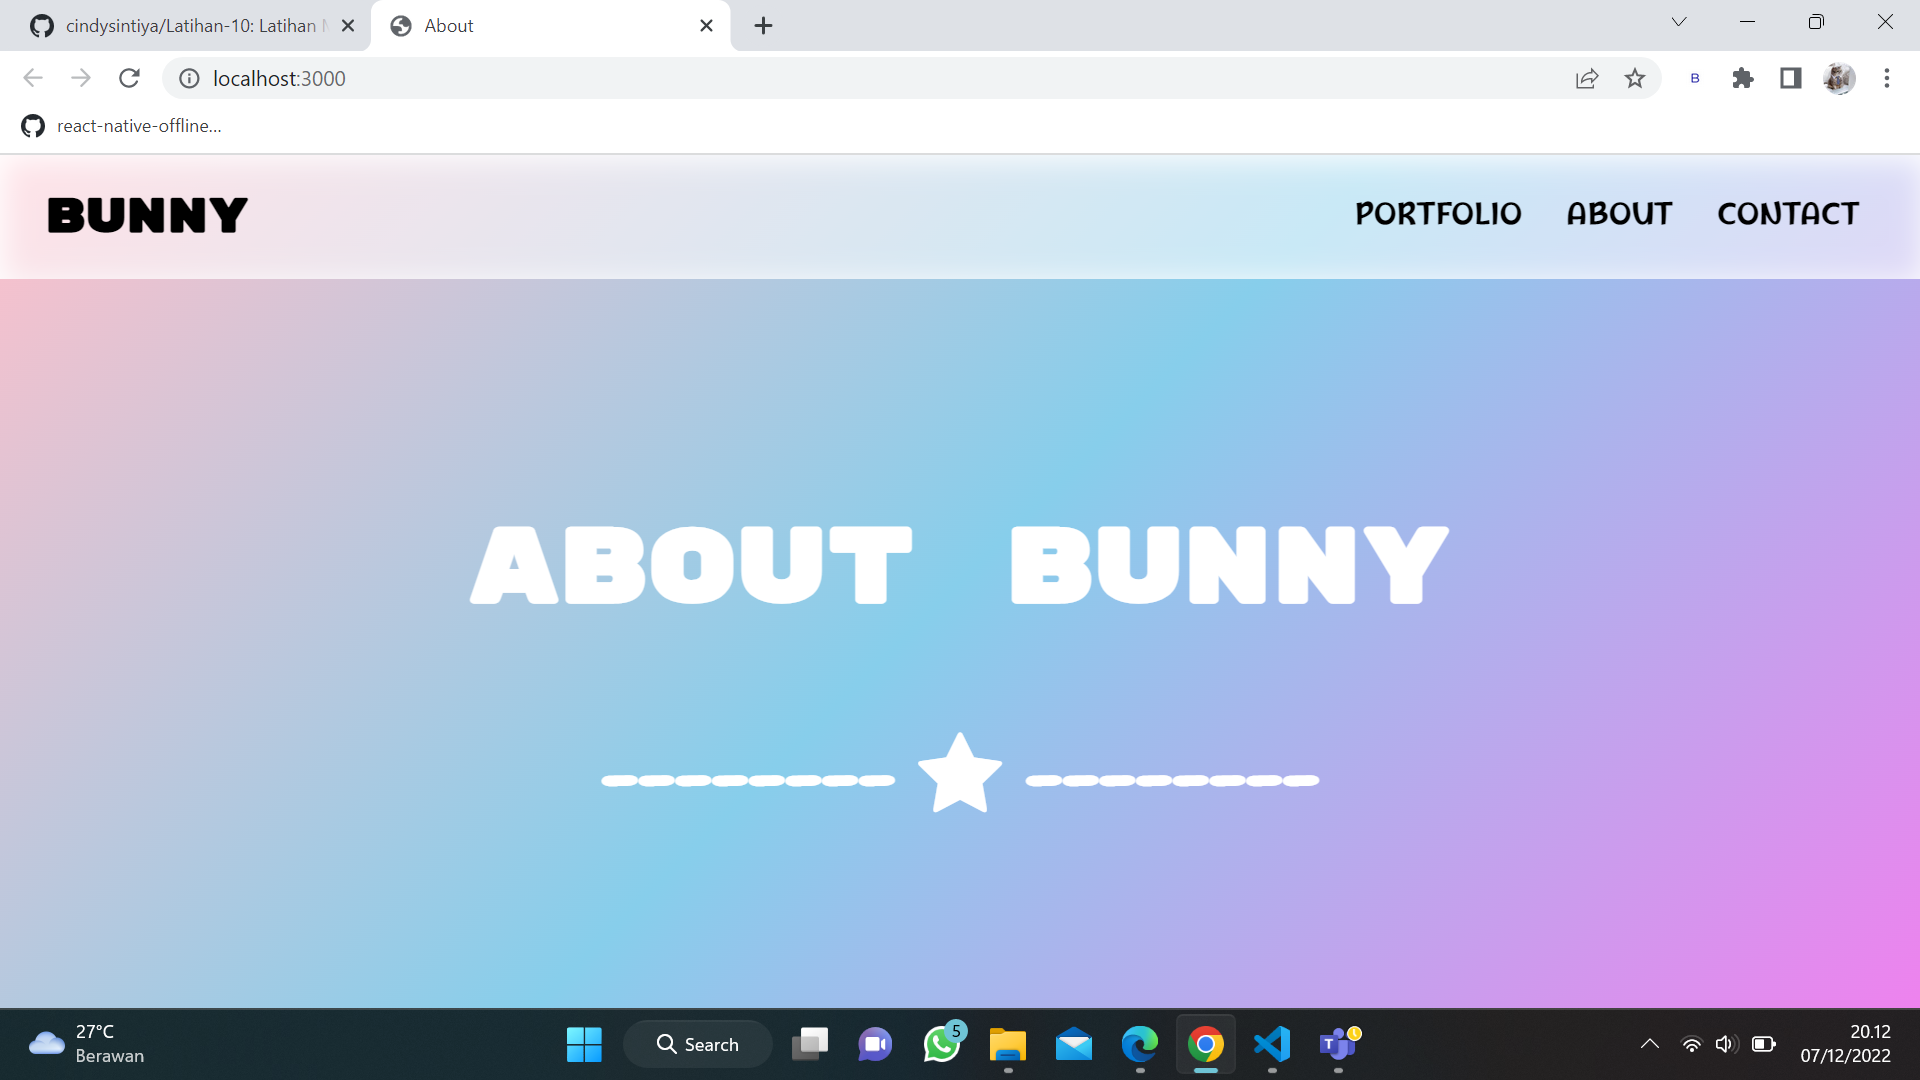 cindysintiya/Latihan-10: Latihan
About
localhost:3000
B
react-native-offline...
BUNNY
PORTFOLIO ABOUT CONTACT
ABOUT BUNNY
27°C
Berawan
Search
5
T
20.12
07/12/2022